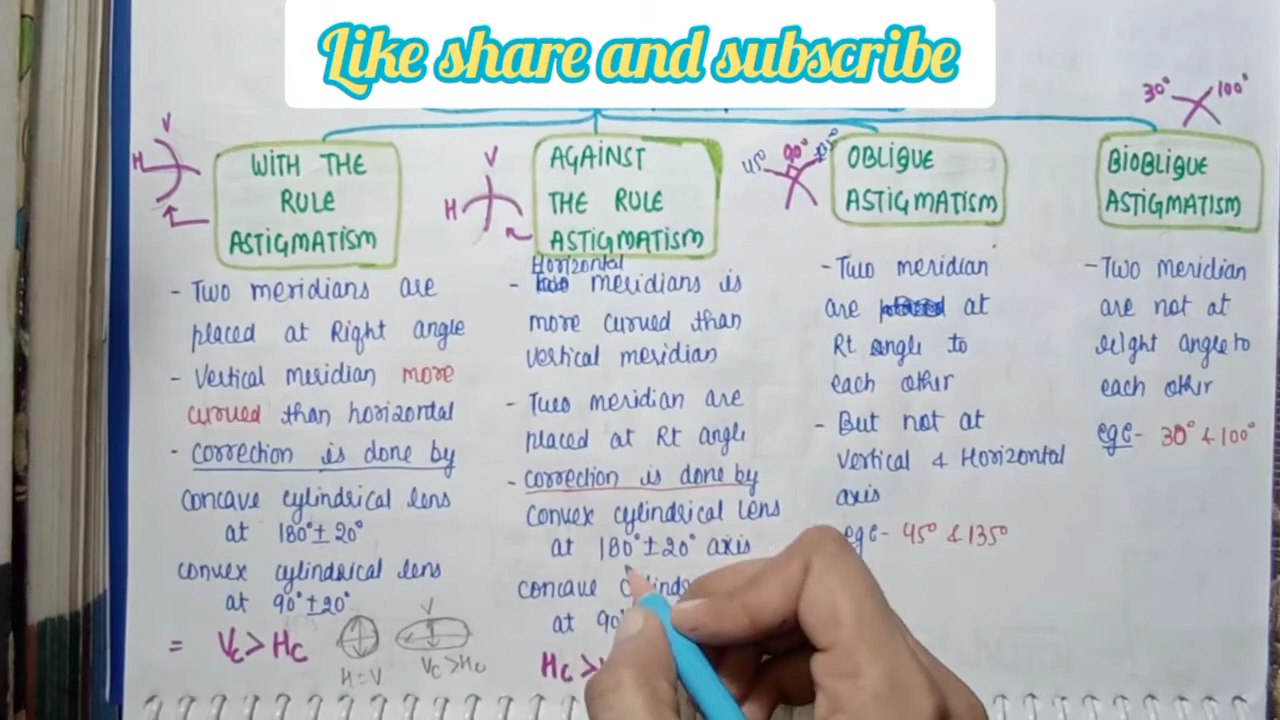 Like share and subscribe
V
H
WITH THE
RULE
ASTIGMATISM
- Two meridians are
placed at Right angle
- Vertical meridian more
curved than horizontal
- correction is done by
concave cylindrical lens
at 180° ± 20°
convex cylindrical lens
at 90° ± 20°
= Vc > Hc
H = V
V
Vc > Hc
V
H
AGAINST
THE RULE
ASTIGMATISM
Horizontal
- meridians is
more curved than
vertical meridian
- Two meridian are
placed at Rt angle
- correction is done by
convex cylindrical lens
at 180° ± 20° axis
concave
at 90°
Hc >
45°
90°
135°
OBLIQUE
ASTIGMATISM
- Two meridian
are at
Rt angle to
each other
- But not at
Vertical & Horizontal
axis
ege - 45° & 135°
30° 100°
BIOBLIQUE
ASTIGMATISM
- Two meridian
are not at
right angle to
each other
ege - 30° & 100°